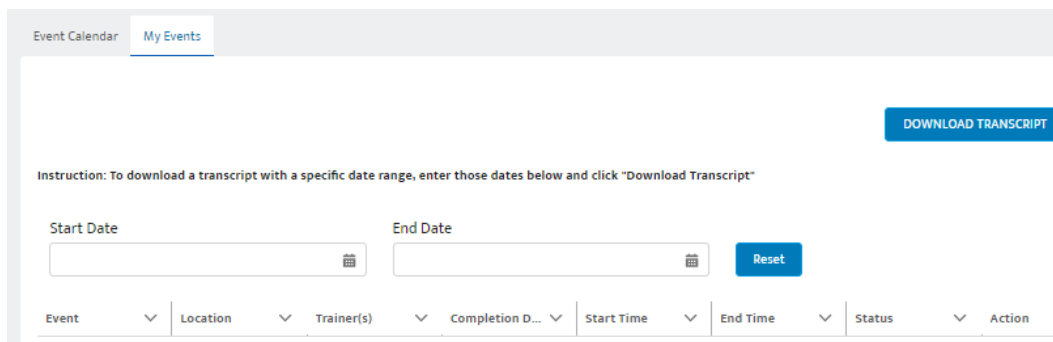 Event Calendar My Events
DOWNLOAD TRANSCRIPT
Instruction: To download a transcript with a specific date range, enter those dates below and click "Download Transcript"
Start Date End Date
Reset
Event Location Trainer(s) Completion D... Start Time End Time Status Action